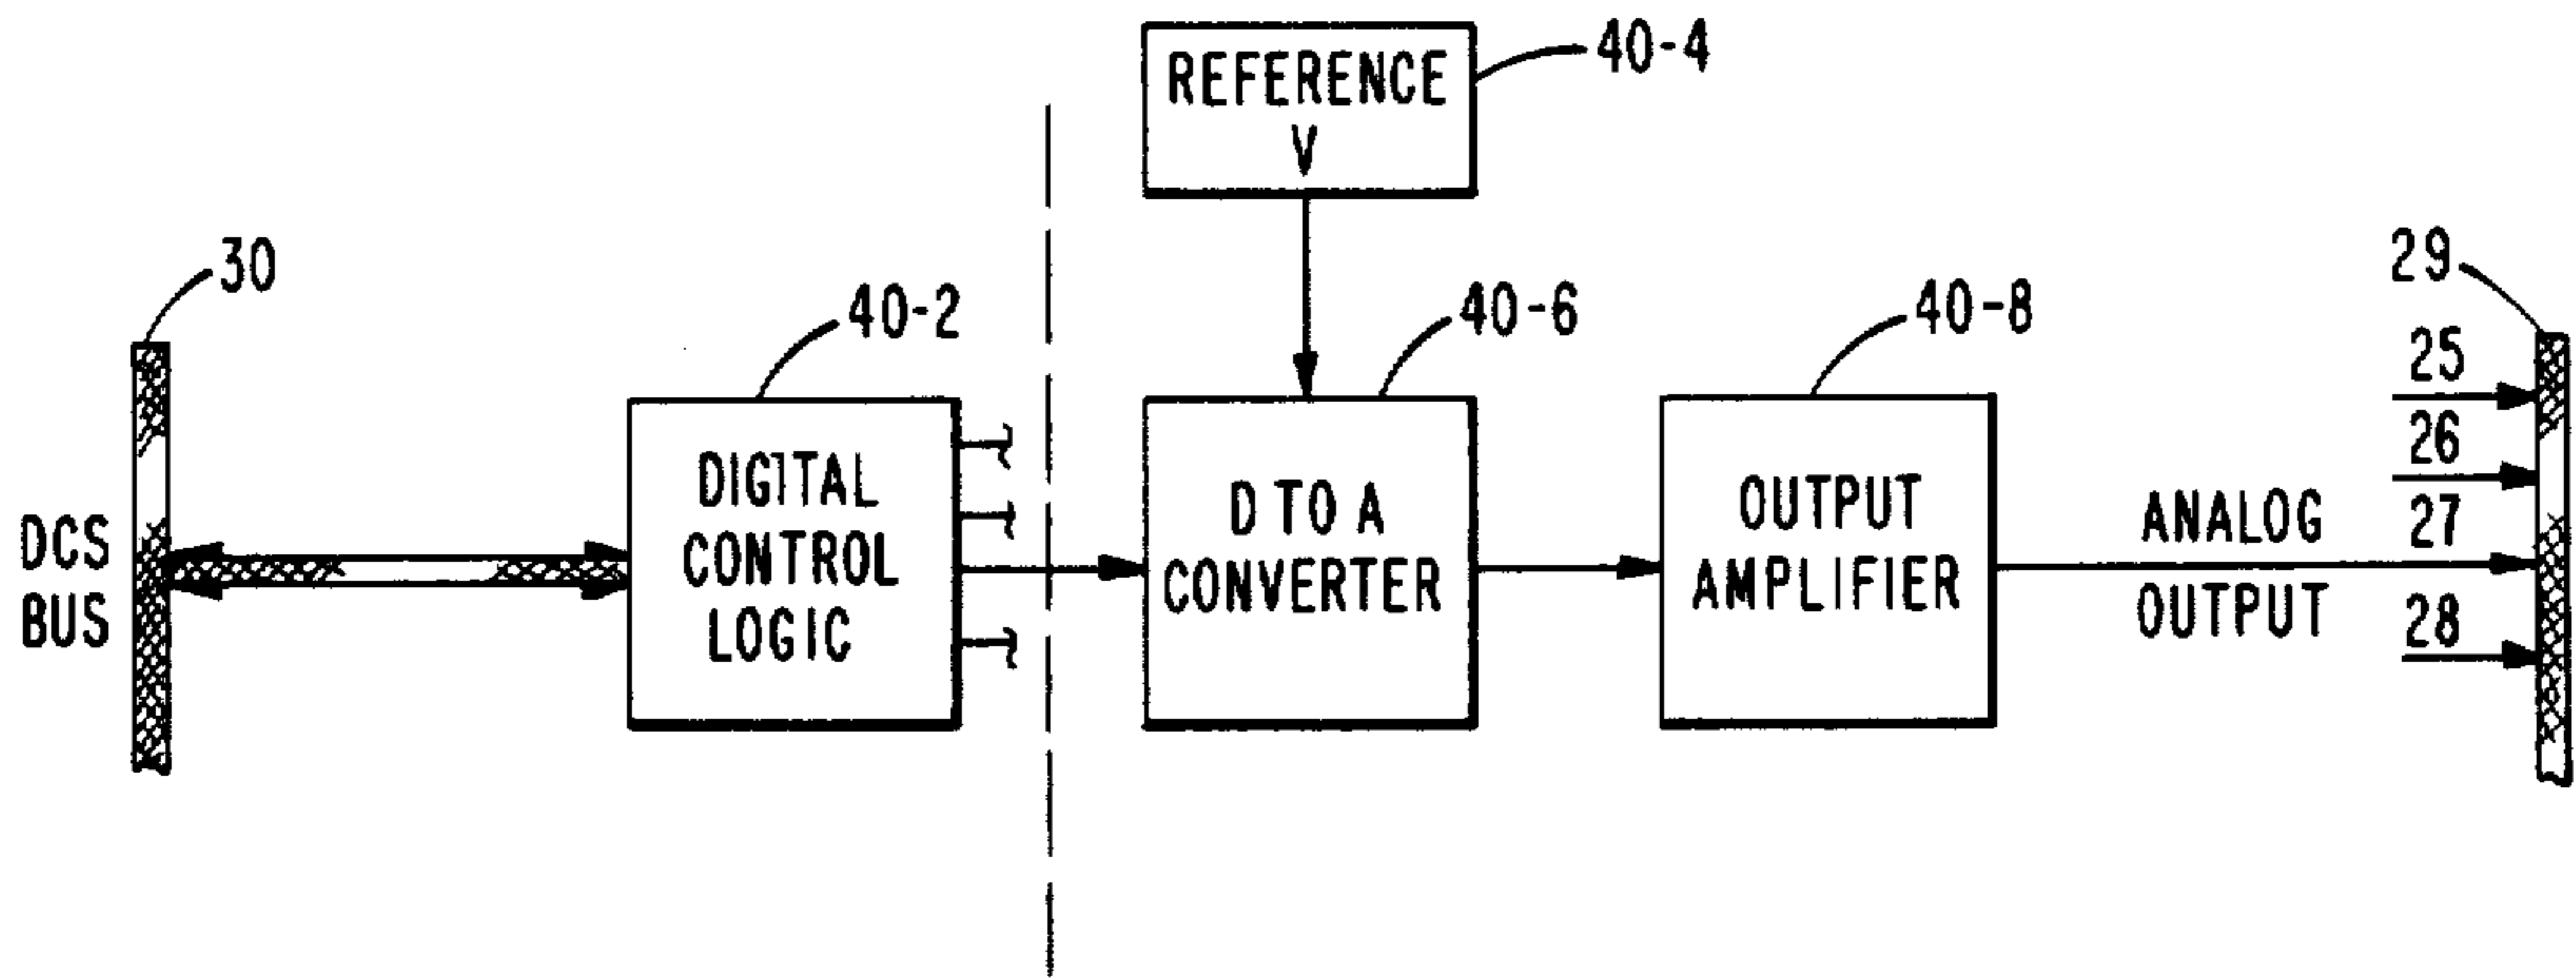 REFERENCE
V
40-4
30
40-2
40-6
40-8
29
25
26
27
28
DCS
BUS
DIGITAL
CONTROL
LOGIC
D TO A
CONVERTER
OUTPUT
AMPLIFIER
ANALOG
OUTPUT